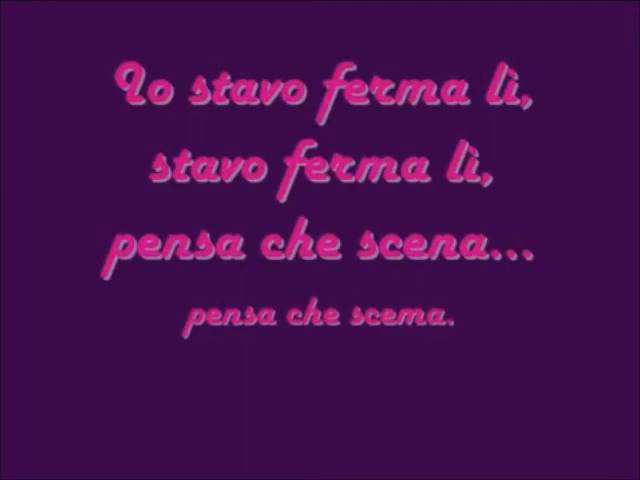 Io stavo ferma lì,
stavo ferma lì,
pensa che scena...
pensa che scema.